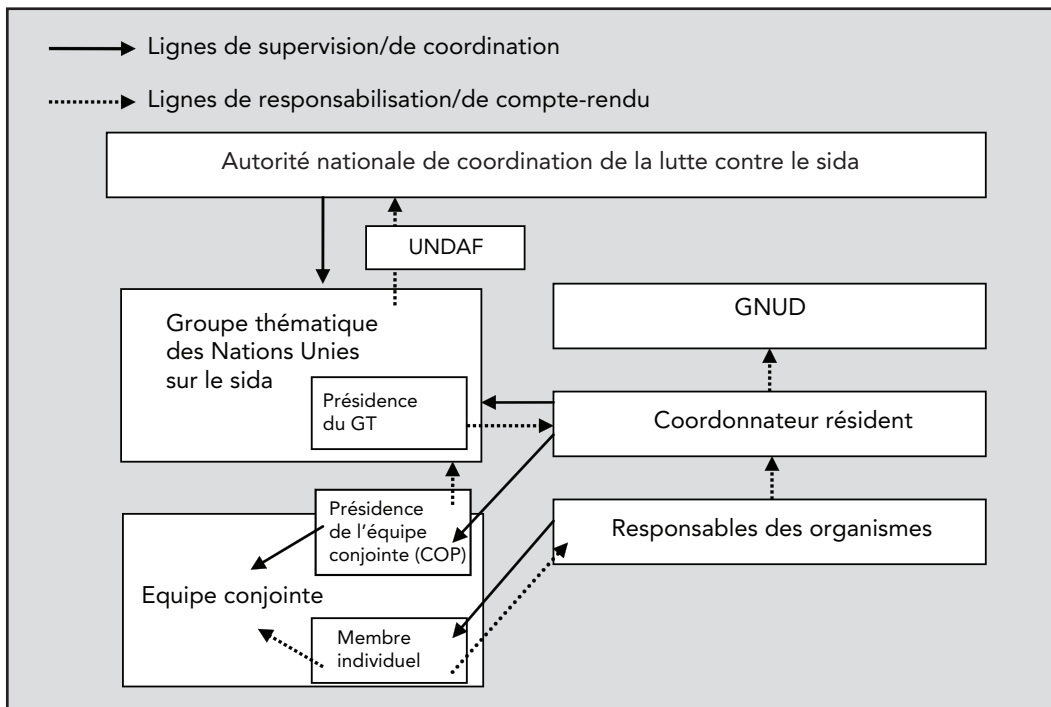 Lignes de supervision/de coordination
Lignes de responsabilisation/de compte-rendu
Autorité nationale de coordination de la lutte contre le sida
UNDAF
Groupe thématique
des Nations Unies
sur le sida
Présidence
du GT
GNUD
Coordonnateur résident
Présidence
de l’équipe
conjointe (COP)
Responsables des organismes
Equipe conjointe
Membre
individuel